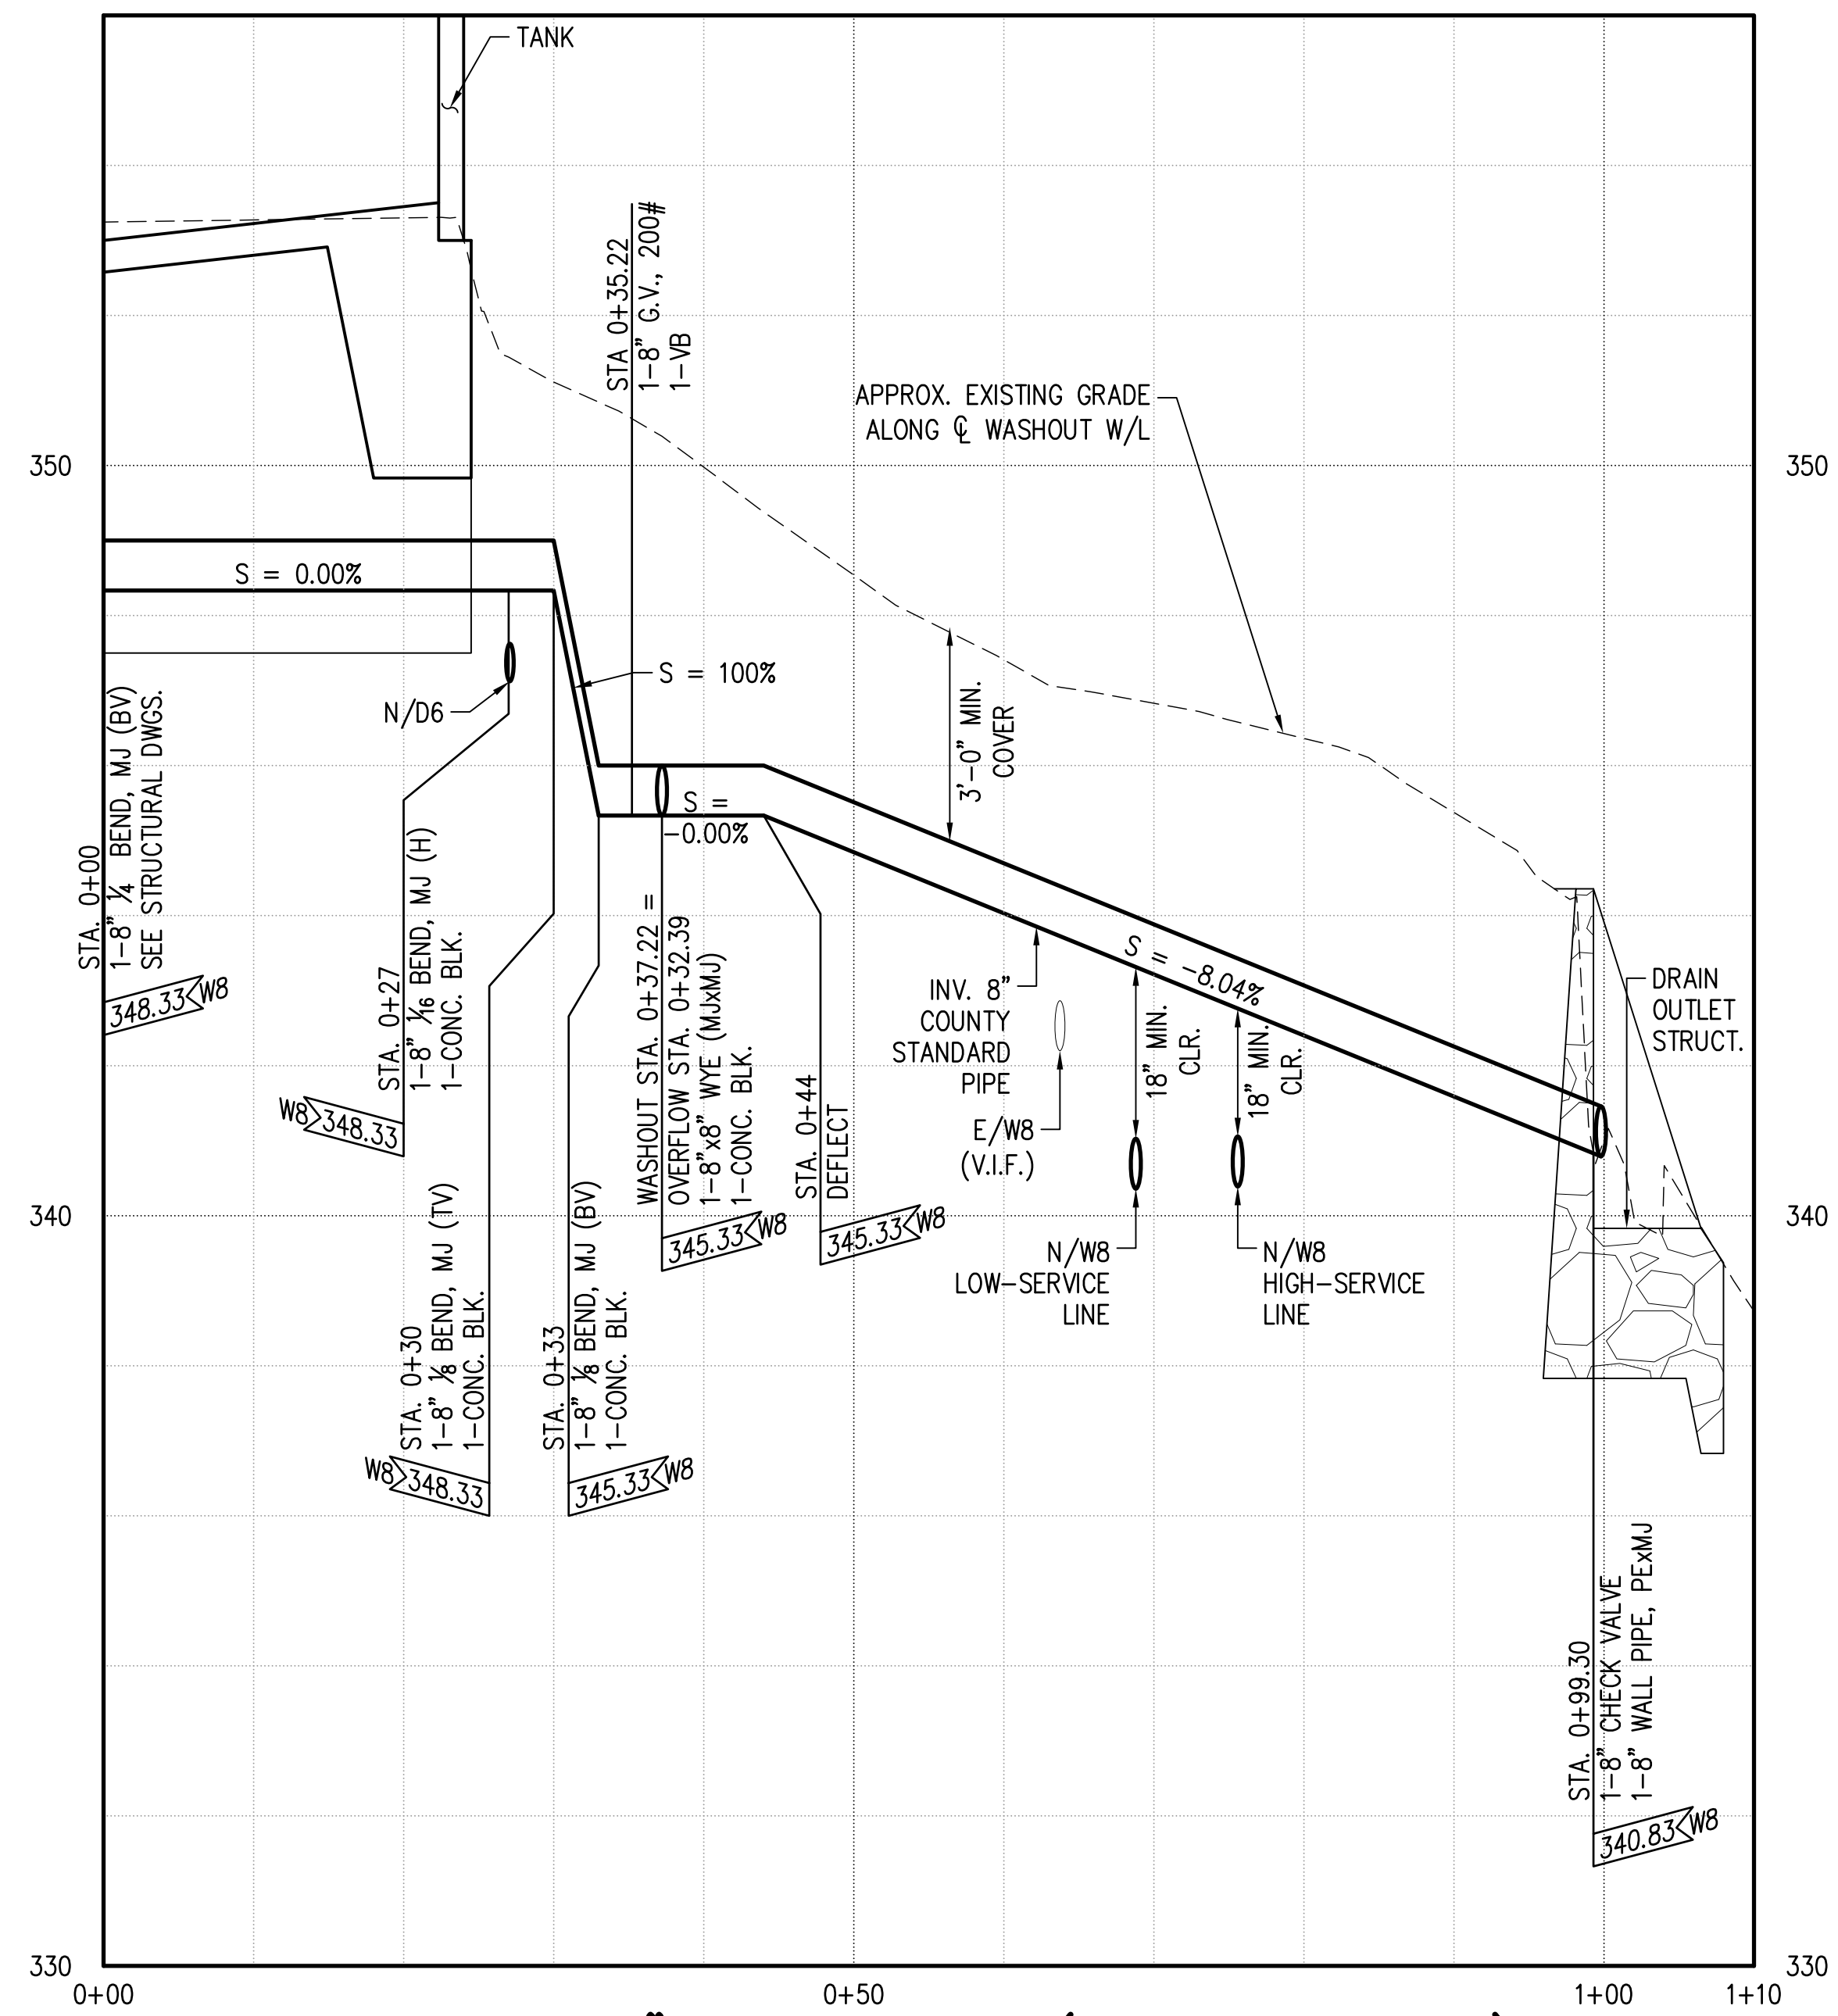 TANK
STA 0+35.22
1-8" G.V., 200#
1-VB
APPROX. EXISTING GRADE
ALONG ℄ WASHOUT W/L
350
350
S = 0.00%
S = 100%
N/D6
3'-0" MIN.
COVER
S =
-0.00%
STA. 0+00
1-8" ¼ BEND, MJ (BV)
SEE STRUCTURAL DWGS.
348.33 W8
STA. 0+27
1-8" 1/16 BEND, MJ (H)
1-CONC. BLK.
W8 348.33
WASHOUT STA. 0+37.22 =
OVERFLOW STA. 0+32.39
1-8"x8" WYE (MJxMJ)
1-CONC. BLK.
345.33 W8
STA. 0+44
DEFLECT
345.33 W8
S = -8.04%
INV. 8"
COUNTY
STANDARD
PIPE
E/W8
(V.I.F.)
18" MIN.
CLR.
18" MIN.
CLR.
DRAIN
OUTLET
STRUCT.
340
340
N/W8
LOW-SERVICE
LINE
N/W8
HIGH-SERVICE
LINE
STA. 0+30
1-8" ⅛ BEND, MJ (TV)
1-CONC. BLK.
W8 348.33
STA. 0+33
1-8" ⅛ BEND, MJ (BV)
1-CONC. BLK.
345.33 W8
STA. 0+99.30
1-8" CHECK VALVE
1-8" WALL PIPE, PExMJ
340.83 W8
330
330
0+00
0+50
1+00
1+10